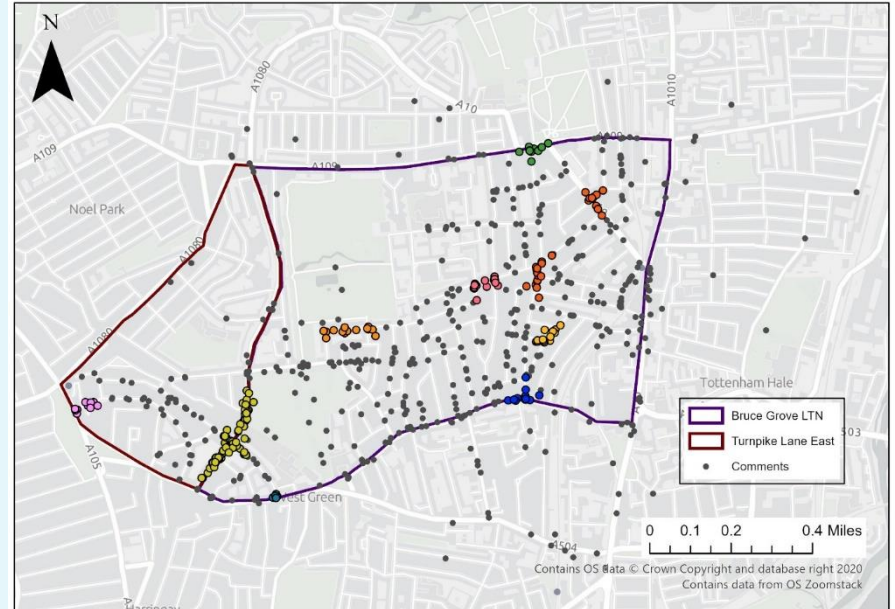 N
A1080
A10
A1010
A109
A109
Noel Park
A1080
A1080
Tottenham Hale
Bruce Grove LTN
Turnpike Lane East
Comments
503
A105
West Green
0 0.1 0.2 0.4 Miles
A504
Contains OS data © Crown Copyright and database right 2020
Contains data from OS Zoomstack